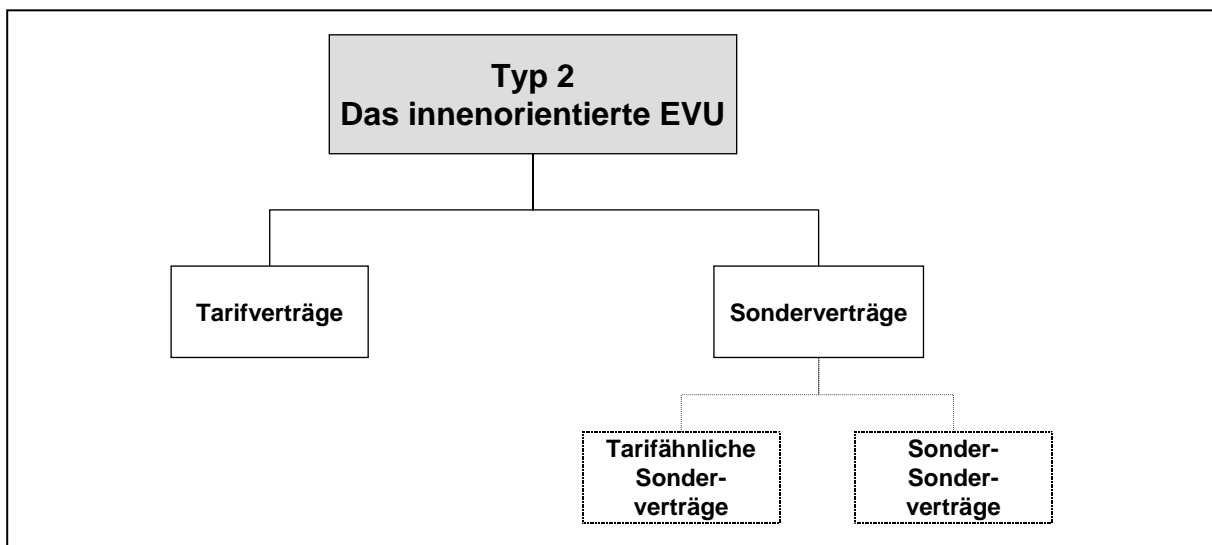 Typ 2
Das innenorientierte EVU
Tarifverträge
Sonderverträge
Tarifähnliche
Sonder-
verträge
Sonder-
Sonder-
verträge